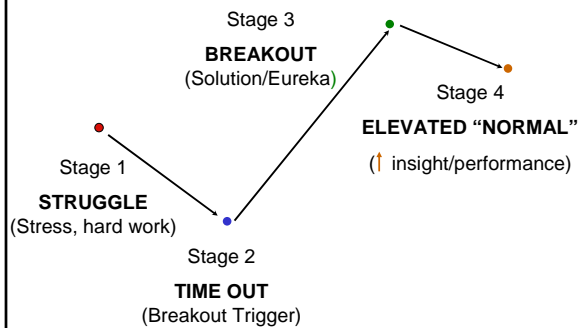 Stage 3
BREAKOUT
(Solution/Eureka)
Stage 4
ELEVATED “NORMAL”
(↑ insight/performance)
Stage 1
STRUGGLE
(Stress, hard work)
Stage 2
TIME OUT
(Breakout Trigger)